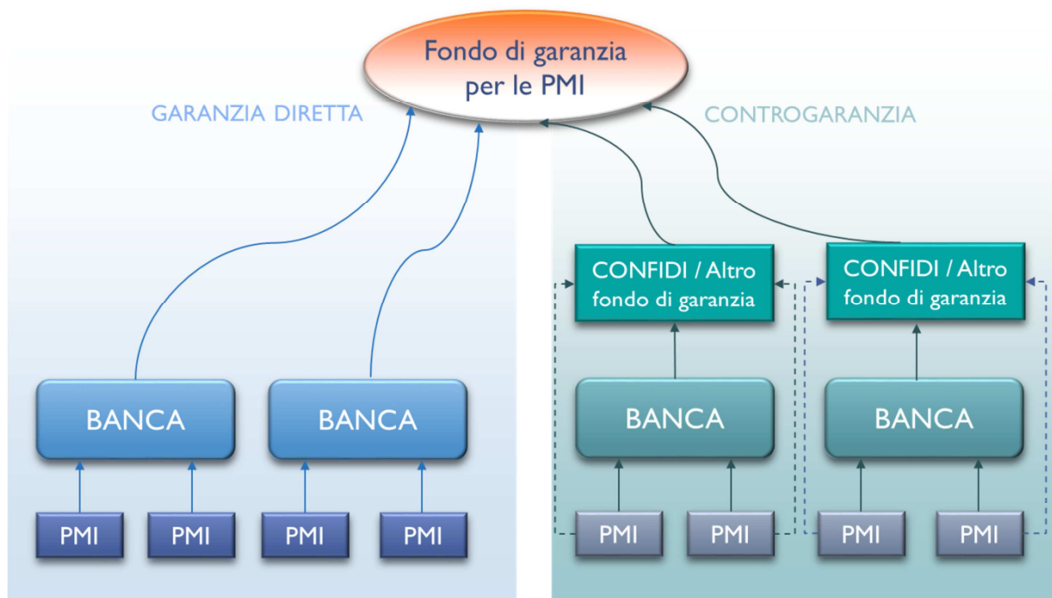 Fondo di garanzia
per le PMI
GARANZIA DIRETTA
CONTROGARANZIA
CONFIDI / Altro
fondo di garanzia
CONFIDI / Altro
fondo di garanzia
BANCA
BANCA
BANCA
BANCA
PMI
PMI
PMI
PMI
PMI
PMI
PMI
PMI